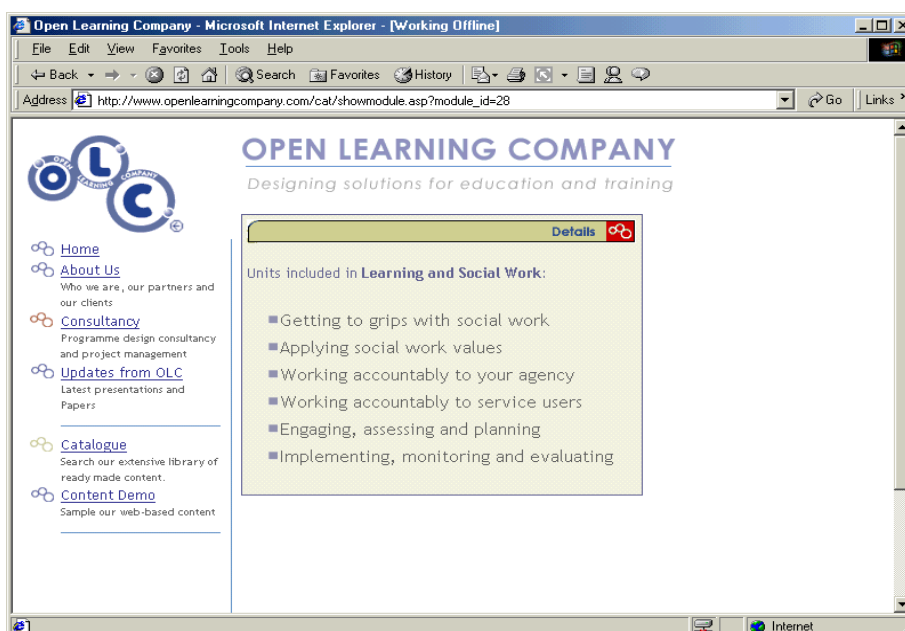 Open Learning Company - Microsoft Internet Explorer - [Working Offline]
File Edit View Favorites Tools Help
Back Search Favorites History
Address http://www.openlearningcompany.com/cat/showmodule.asp?module_id=28 Go Links
OLC
OPEN LEARNING COMPANY
OPEN LEARNING COMPANY
Designing solutions for education and training
Home
About Us
Who we are, our partners and
our clients
Consultancy
Programme design consultancy
and project management
Updates from OLC
Latest presentations and
Papers
Catalogue
Search our extensive library of
ready made content.
Content Demo
Sample our web-based content
Details
Units included in Learning and Social Work:
Getting to grips with social work
Applying social work values
Working accountably to your agency
Working accountably to service users
Engaging, assessing and planning
Implementing, monitoring and evaluating
Internet